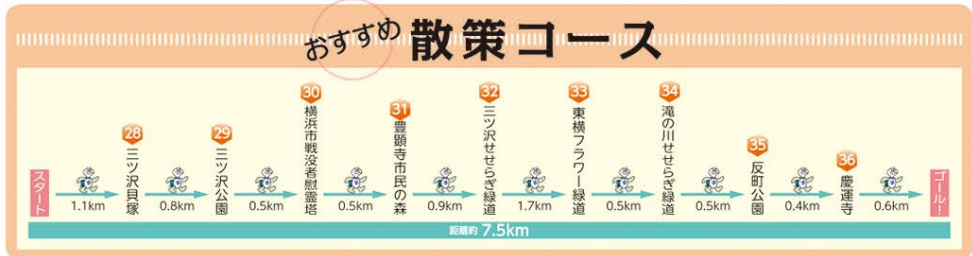 おすすめ 散策コース
スタート
1.1km
28 三ツ沢貝塚
0.8km
29 三ツ沢公園
0.5km
30 横浜市戦没者慰霊塔
0.5km
31 豊顕寺市民の森
0.9km
32 三ツ沢せせらぎ緑道
1.7km
33 東横フラワー緑道
0.5km
34 滝の川せせらぎ緑道
0.5km
35 反町公園
0.4km
36 慶運寺
0.6km
ゴール!
距離約 7.5km